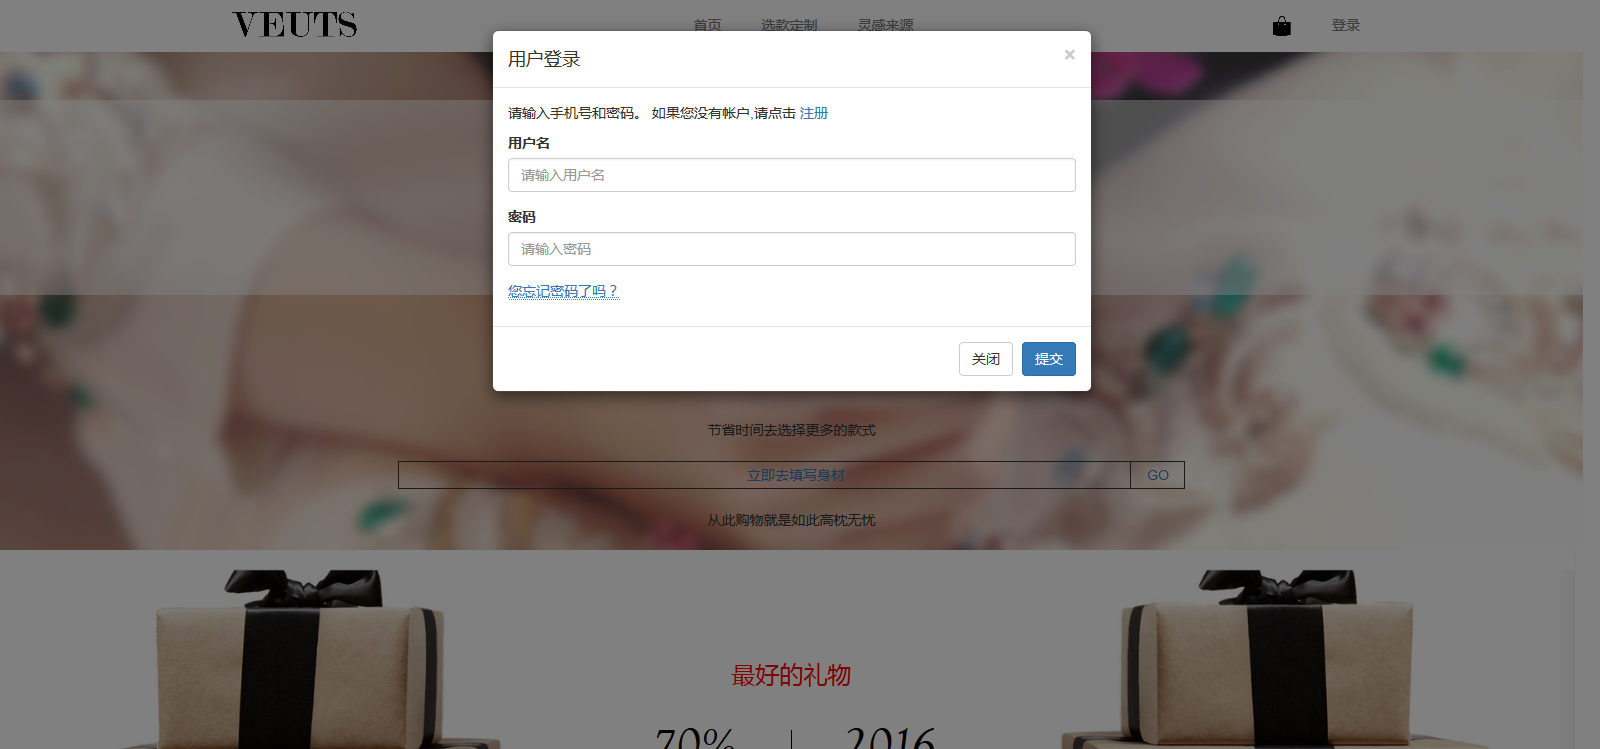 VEUTS
首页 选款定制 灵感来源 登录
用户登录 ×
请输入手机号和密码。 如果您没有帐户,请点击 注册
用户名
请输入用户名
密码
请输入密码
您忘记密码了吗？
关闭 提交
节省时间去选择更多的款式
立即去填写身材 GO
从此购物就是如此高枕无忧
最好的礼物
70% 2016